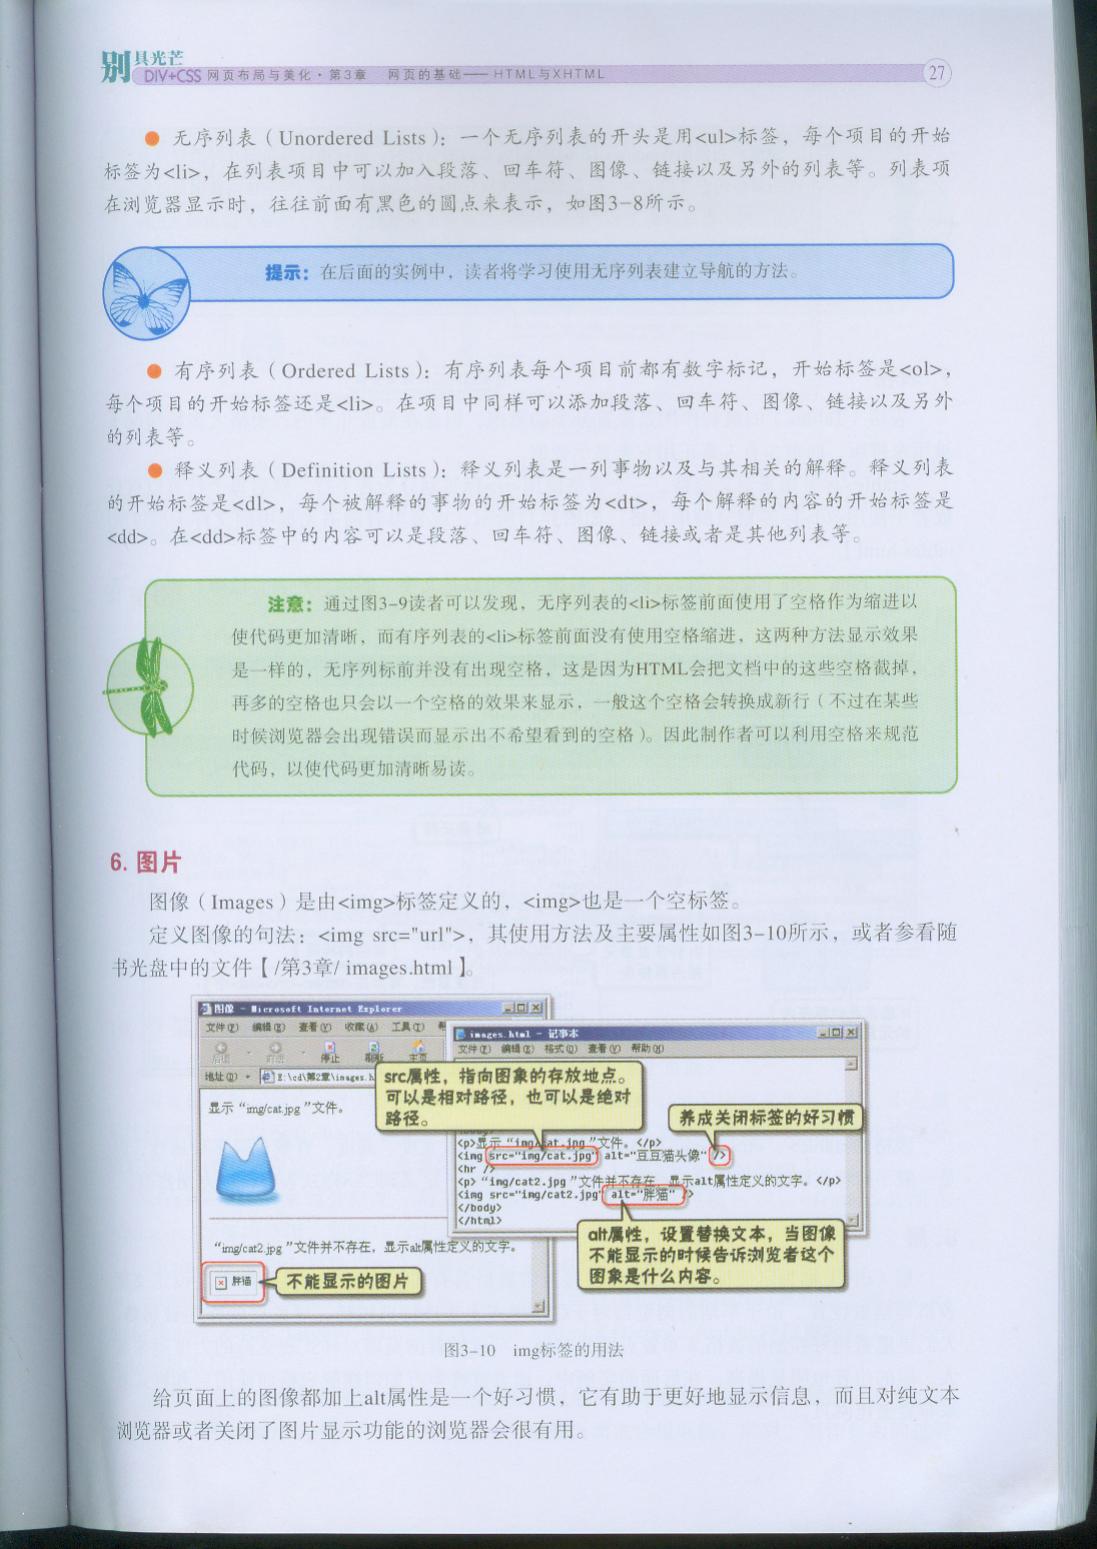 别具光芒
DIV+CSS 网页布局与美化·第3章 网页的基础——HTML与XHTML
27
● 无序列表（Unordered Lists）：一个无序列表的开头是用<ul>标签，每个项目的开始
标签为<li>，在列表项目中可以加入段落、回车符、图像、链接以及另外的列表等。列表项
在浏览器显示时，往往前面有黑色的圆点来表示，如图3-8所示。
提示：在后面的实例中，读者将学习使用无序列表建立导航的方法。
● 有序列表（Ordered Lists）：有序列表每个项目前都有数字标记，开始标签是<ol>，
每个项目的开始标签还是<li>。在项目中同样可以添加段落、回车符、图像、链接以及另外
的列表等。
● 释义列表（Definition Lists）：释义列表是一列事物以及与其相关的解释。释义列表
的开始标签是<dl>，每个被解释的事物的开始标签为<dt>，每个解释的内容的开始标签是
<dd>。在<dd>标签中的内容可以是段落、回车符、图像、链接或者是其他列表等。
注意：通过图3-9读者可以发现，无序列表的<li>标签前面使用了空格作为缩进以
使代码更加清晰，而有序列表的<li>标签前面没有使用空格缩进，这两种方法显示效果
是一样的，无序列标前并没有出现空格，这是因为HTML会把文档中的这些空格截掉，
再多的空格也只会以一个空格的效果来显示，一般这个空格会转换成新行（不过在某些
时候浏览器会出现错误而显示出不希望看到的空格）。因此制作者可以利用空格来规范
代码，以使代码更加清晰易读。
6. 图片
图像（Images）是由<img>标签定义的，<img>也是一个空标签。
定义图像的句法：<img src="url">，其使用方法及主要属性如图3-10所示，或者参看随
书光盘中的文件【/第3章/ images.html】。
图像 - Microsoft Internet Explorer
文件(F) 编辑(E) 查看(V) 收藏(A) 工具(T)
后退 前进 停止 刷新 主页
地址(D) E:\cd\第2章\images.h
显示“img/cat.jpg”文件。
“img/cat2.jpg”文件并不存在，显示alt属性定义的文字。
胖猫
不能显示的图片
images.html - 记事本
文件(F) 编辑(E) 格式(O) 查看(V) 帮助(H)
src属性，指向图象的存放地点。
可以是相对路径，也可以是绝对
路径。
养成关闭标签的好习惯
<p>显示“img/cat.jpg”文件。</p>
<img src="img/cat.jpg" alt="豆豆猫头像" />
<hr />
<p>“img/cat2.jpg”文件并不存在，显示alt属性定义的文字。</p>
<img src="img/cat2.jpg" alt="胖猫" />
</body>
</html>
alt属性，设置替换文本，当图像
不能显示的时候告诉浏览者这个
图象是什么内容。
图3-10 img标签的用法
给页面上的图像都加上alt属性是一个好习惯，它有助于更好地显示信息，而且对纯文本
浏览器或者关闭了图片显示功能的浏览器会很有用。